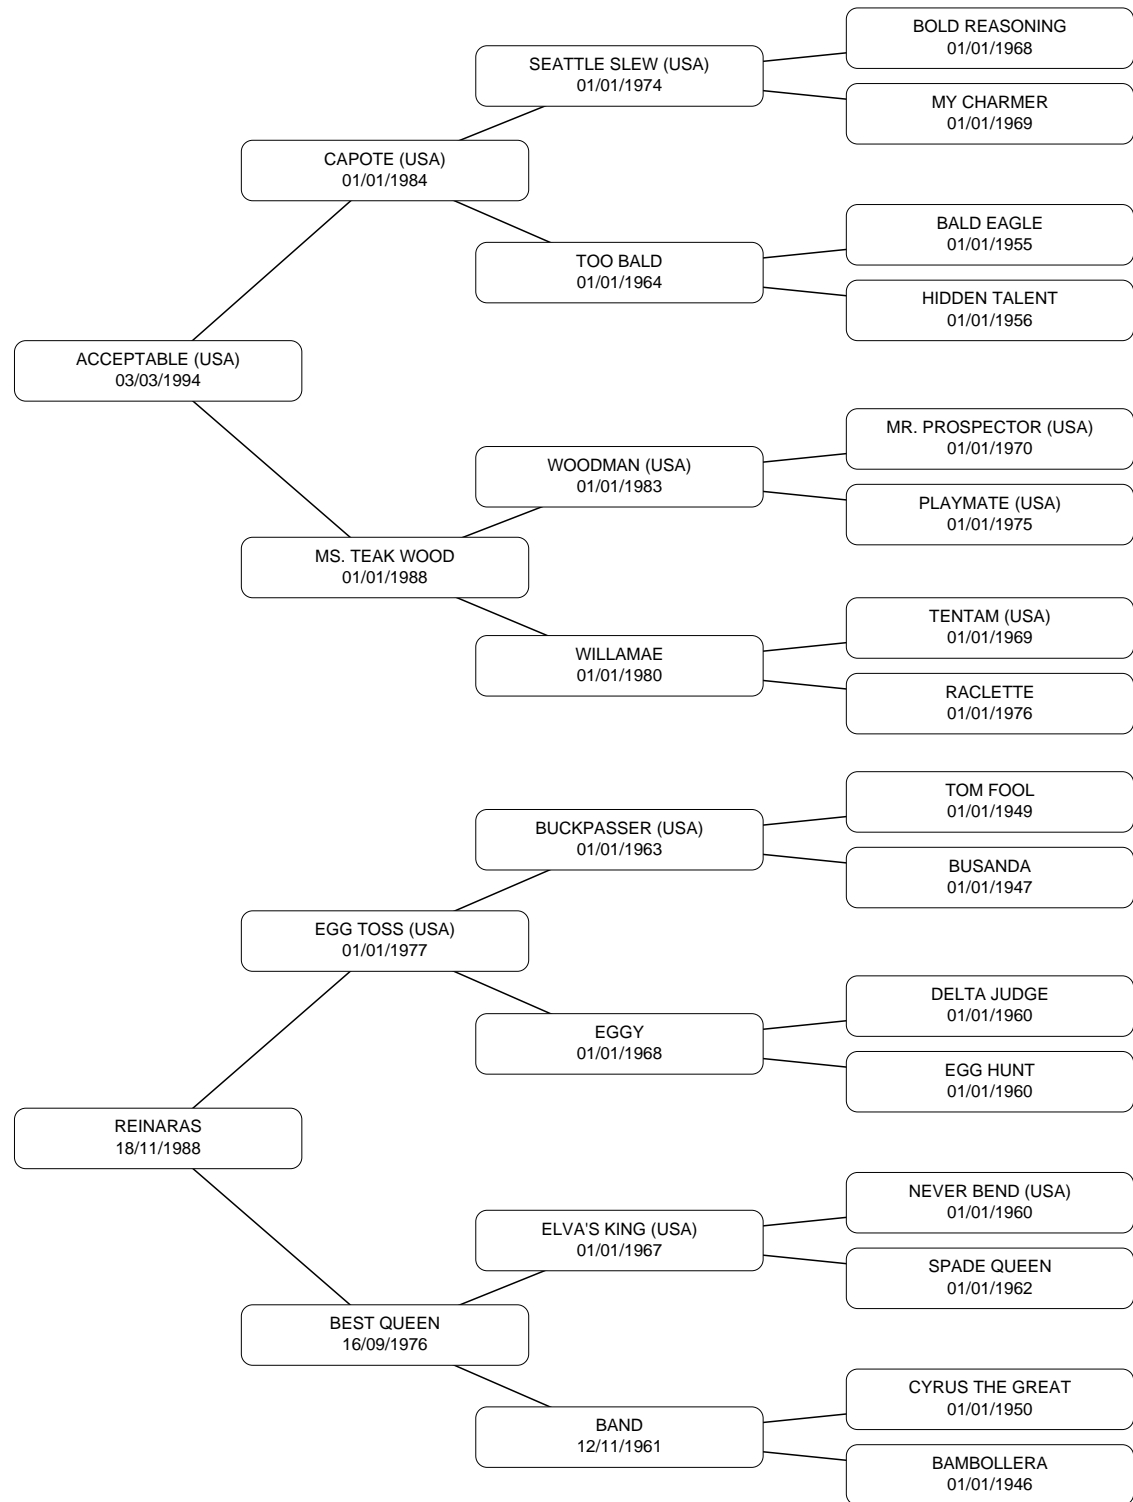 BOLD REASONING
01/01/1968
SEATTLE SLEW (USA)
01/01/1974
MY CHARMER
01/01/1969
CAPOTE (USA)
01/01/1984
BALD EAGLE
01/01/1955
TOO BALD
01/01/1964
HIDDEN TALENT
01/01/1956
ACCEPTABLE (USA)
03/03/1994
MR. PROSPECTOR (USA)
01/01/1970
WOODMAN (USA)
01/01/1983
PLAYMATE (USA)
01/01/1975
MS. TEAK WOOD
01/01/1988
TENTAM (USA)
01/01/1969
WILLAMAE
01/01/1980
RACLETTE
01/01/1976
TOM FOOL
01/01/1949
BUCKPASSER (USA)
01/01/1963
BUSANDA
01/01/1947
EGG TOSS (USA)
01/01/1977
DELTA JUDGE
01/01/1960
EGGY
01/01/1968
EGG HUNT
01/01/1960
REINARAS
18/11/1988
NEVER BEND (USA)
01/01/1960
ELVA'S KING (USA)
01/01/1967
SPADE QUEEN
01/01/1962
BEST QUEEN
16/09/1976
CYRUS THE GREAT
01/01/1950
BAND
12/11/1961
BAMBOLLERA
01/01/1946